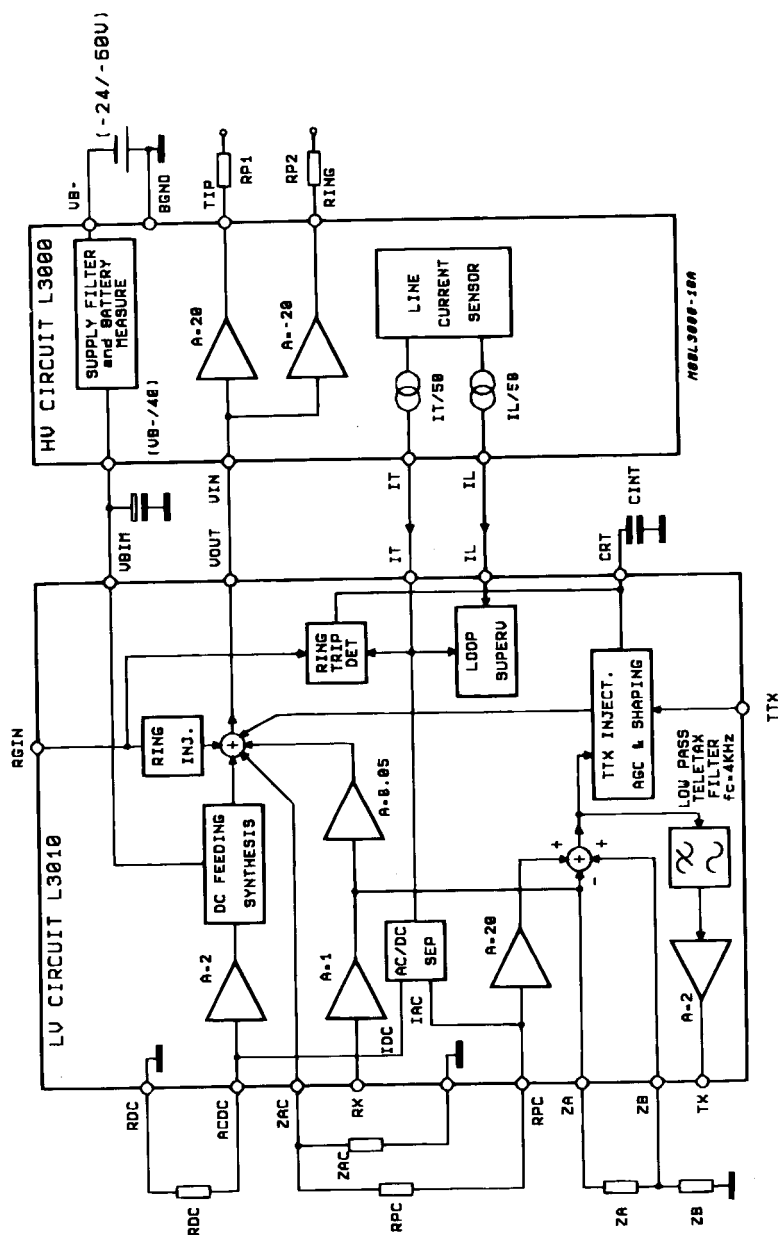 LV CIRCUIT L3010
HV CIRCUIT L3000
RGIN
RDC
RDC
ACDC
ZAC
RX
ZAC
RPC
RPC
ZA
ZB
TX
ZA
ZB
A=2
DC FEEDING
SYNTHESIS
RING
INJ.
+
A=1
A=0.05
IDC
IAC
AC/DC
SEP
A=20
+
+
-
+
RING
TRIP
DET
LOOP
SUPERV
TTX INJECT.
AGC & SHAPING
LOW PASS
TELETAX
FILTER
fc=4KHz
A=2
TTX
VBIM
VOUT
VIN
IT
IT
IL
IL
CRT
CINT
(VB-/40)
SUPPLY FILTER
and BATTERY
MEASURE
A=20
A=-20
IT/50
IL/50
LINE
CURRENT
SENSOR
VB-
(-24/-60V)
BGND
TIP
RP1
RP2
RING
M88L3000-10A